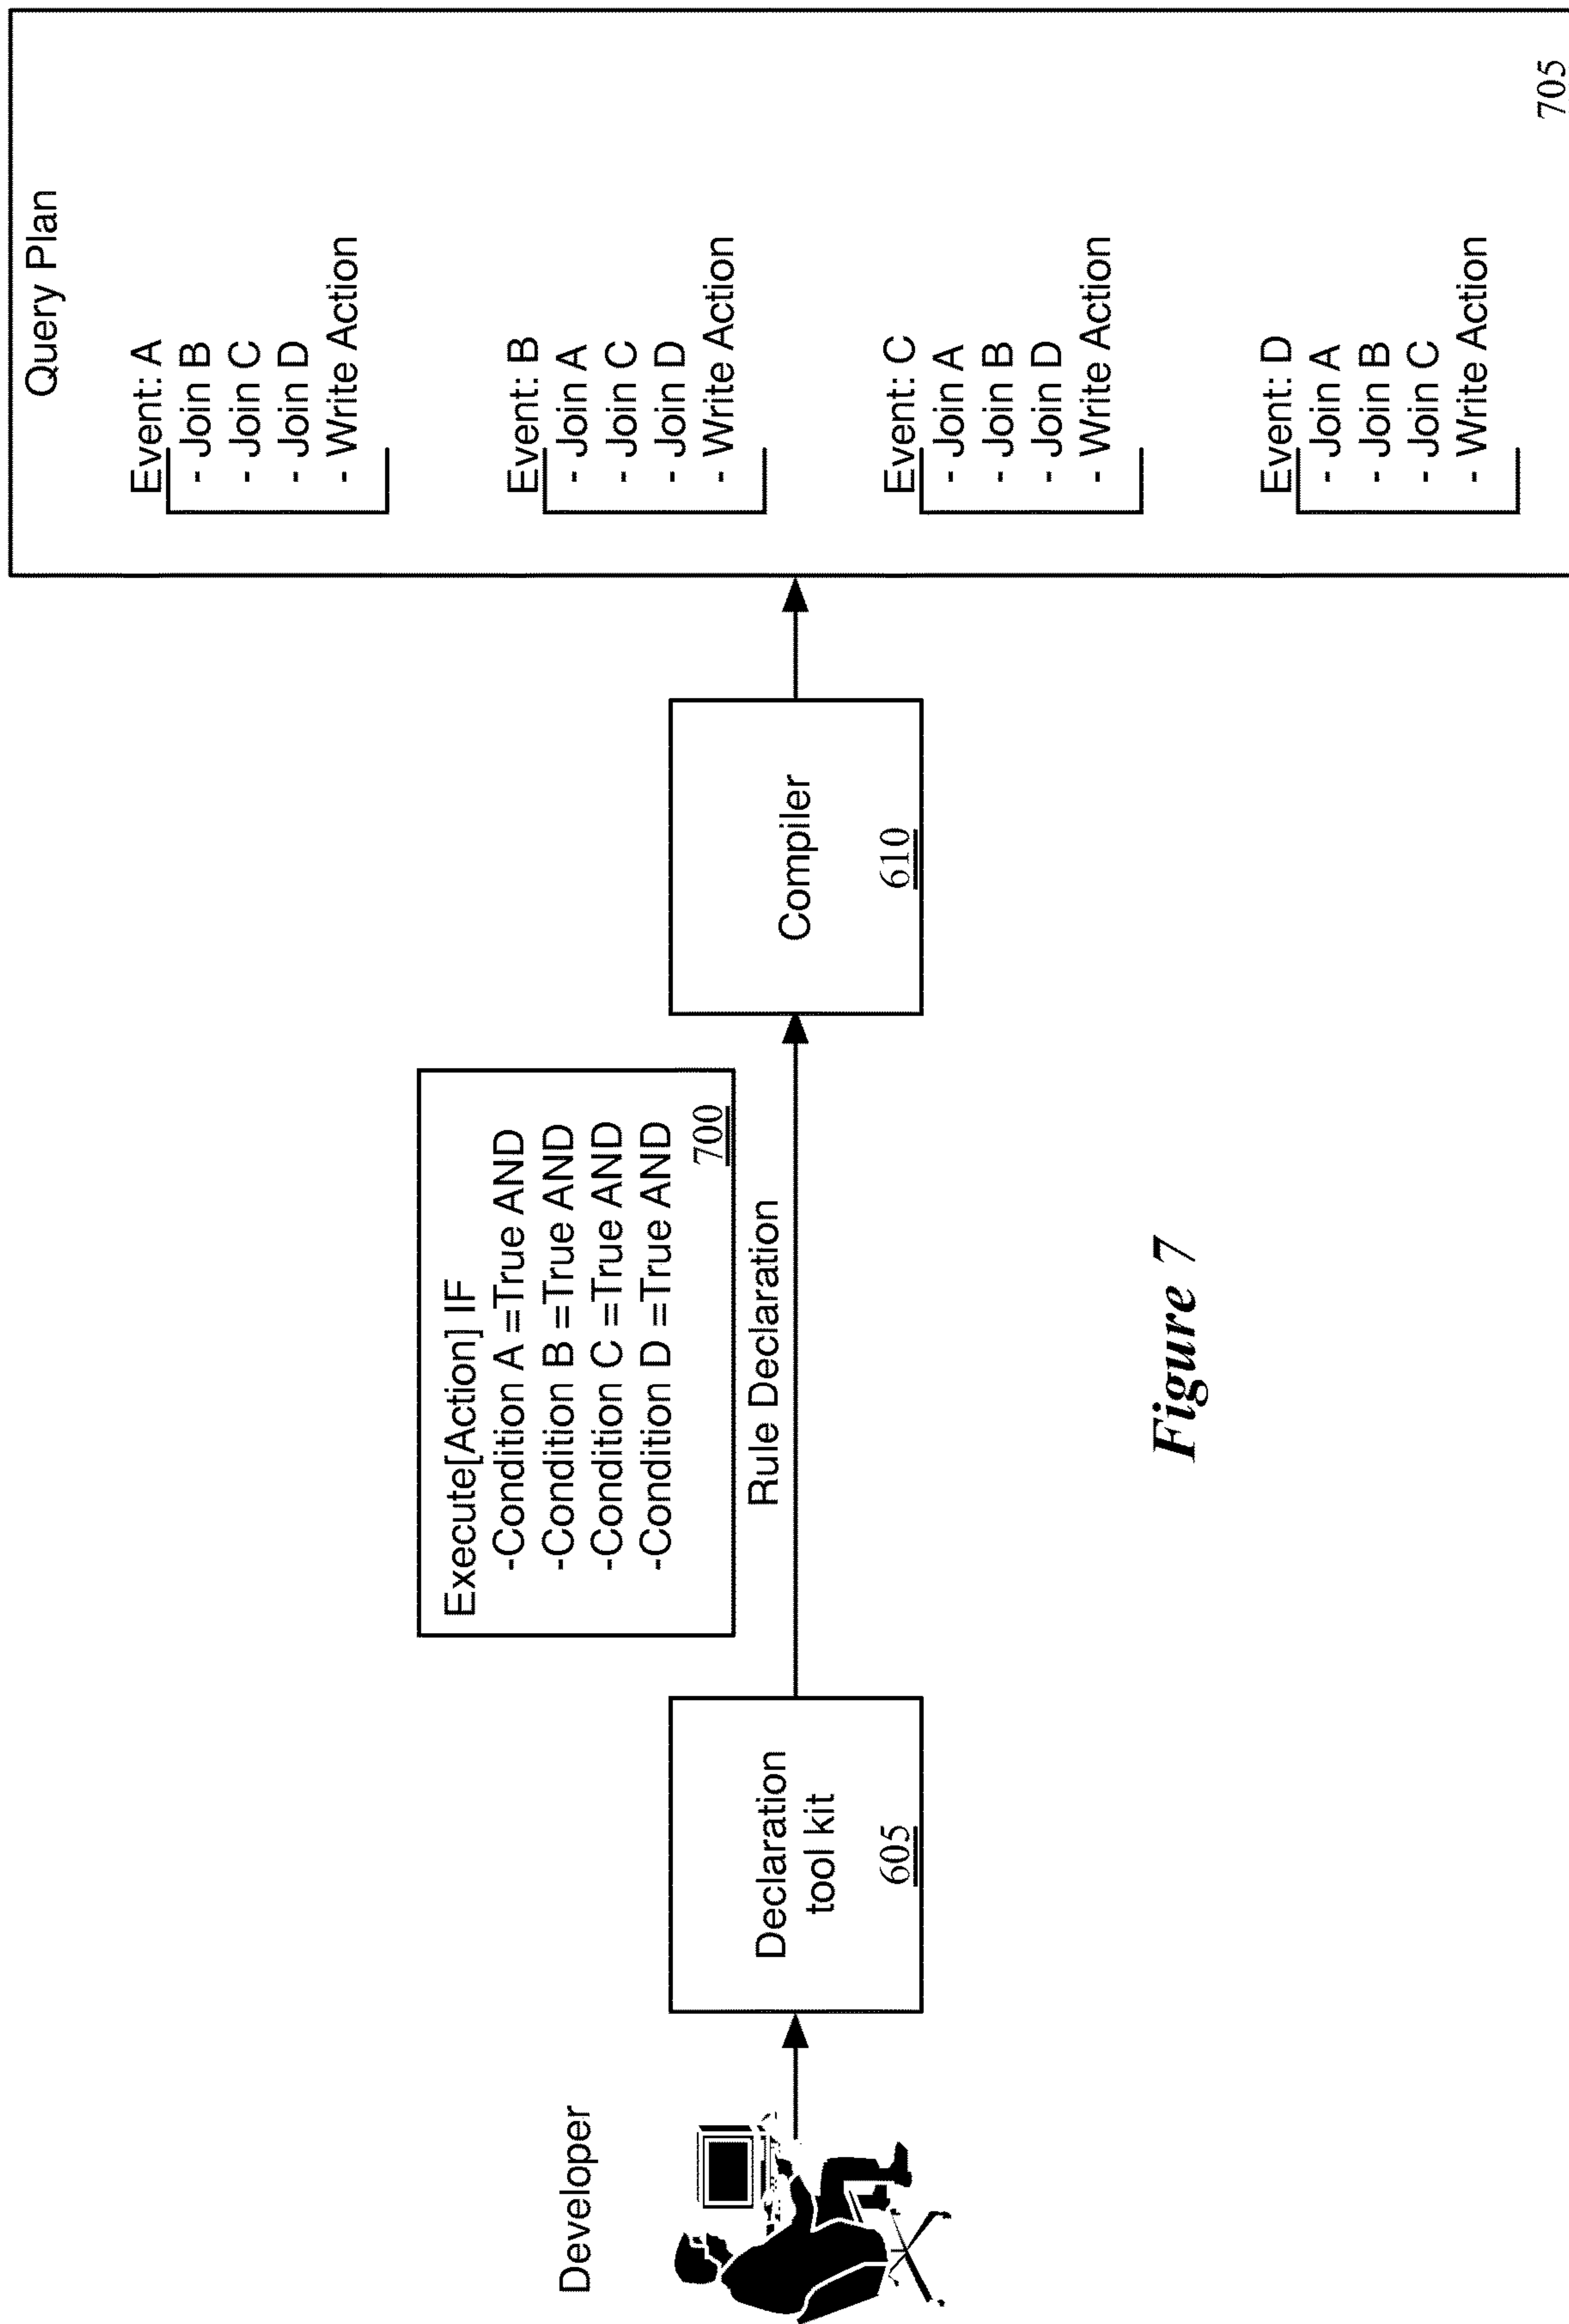 Developer
Declaration
tool kit
605
Execute[Action] IF
-Condition A =True AND
-Condition B =True AND
-Condition C =True AND
-Condition D =True AND
700
Rule Declaration
Compiler
610
Query Plan
Event: A
- Join B
- Join C
- Join D
- Write Action
Event: B
- Join A
- Join C
- Join D
- Write Action
Event: C
- Join A
- Join B
- Join D
- Write Action
Event: D
- Join A
- Join B
- Join C
- Write Action
705
Figure 7